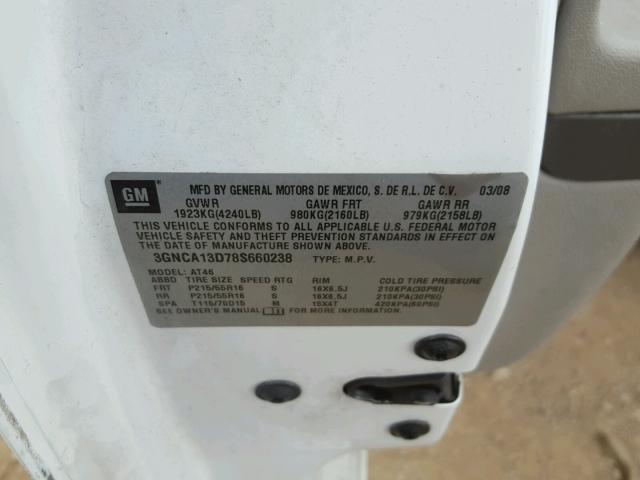 GM
MFD BY GENERAL MOTORS DE MEXICO, S. DE R.L. DE C.V. 03/08
GVWR GAWR FRT GAWR RR
1923KG(4240LB) 980KG(2160LB) 979KG(2158LB)
THIS VEHICLE CONFORMS TO ALL APPLICABLE U.S. FEDERAL MOTOR
VEHICLE SAFETY AND THEFT PREVENTION STANDARDS IN EFFECT ON
THE DATE OF MANUFACTURE SHOWN ABOVE.
3GNCA13D78S660238 TYPE: M.P.V.
MODEL: AT46
ABBD TIRE SIZE SPEED RTG RIM COLD TIRE PRESSURE
FRT P215/55R16 S 16X6.5J 210KPA(30PSI)
RR P215/55R16 S 16X6.5J 210KPA(30PSI)
SPA T115/70D15 M 15X4T 420KPA(60PSI)
SEE OWNER'S MANUAL FOR MORE INFORMATION.